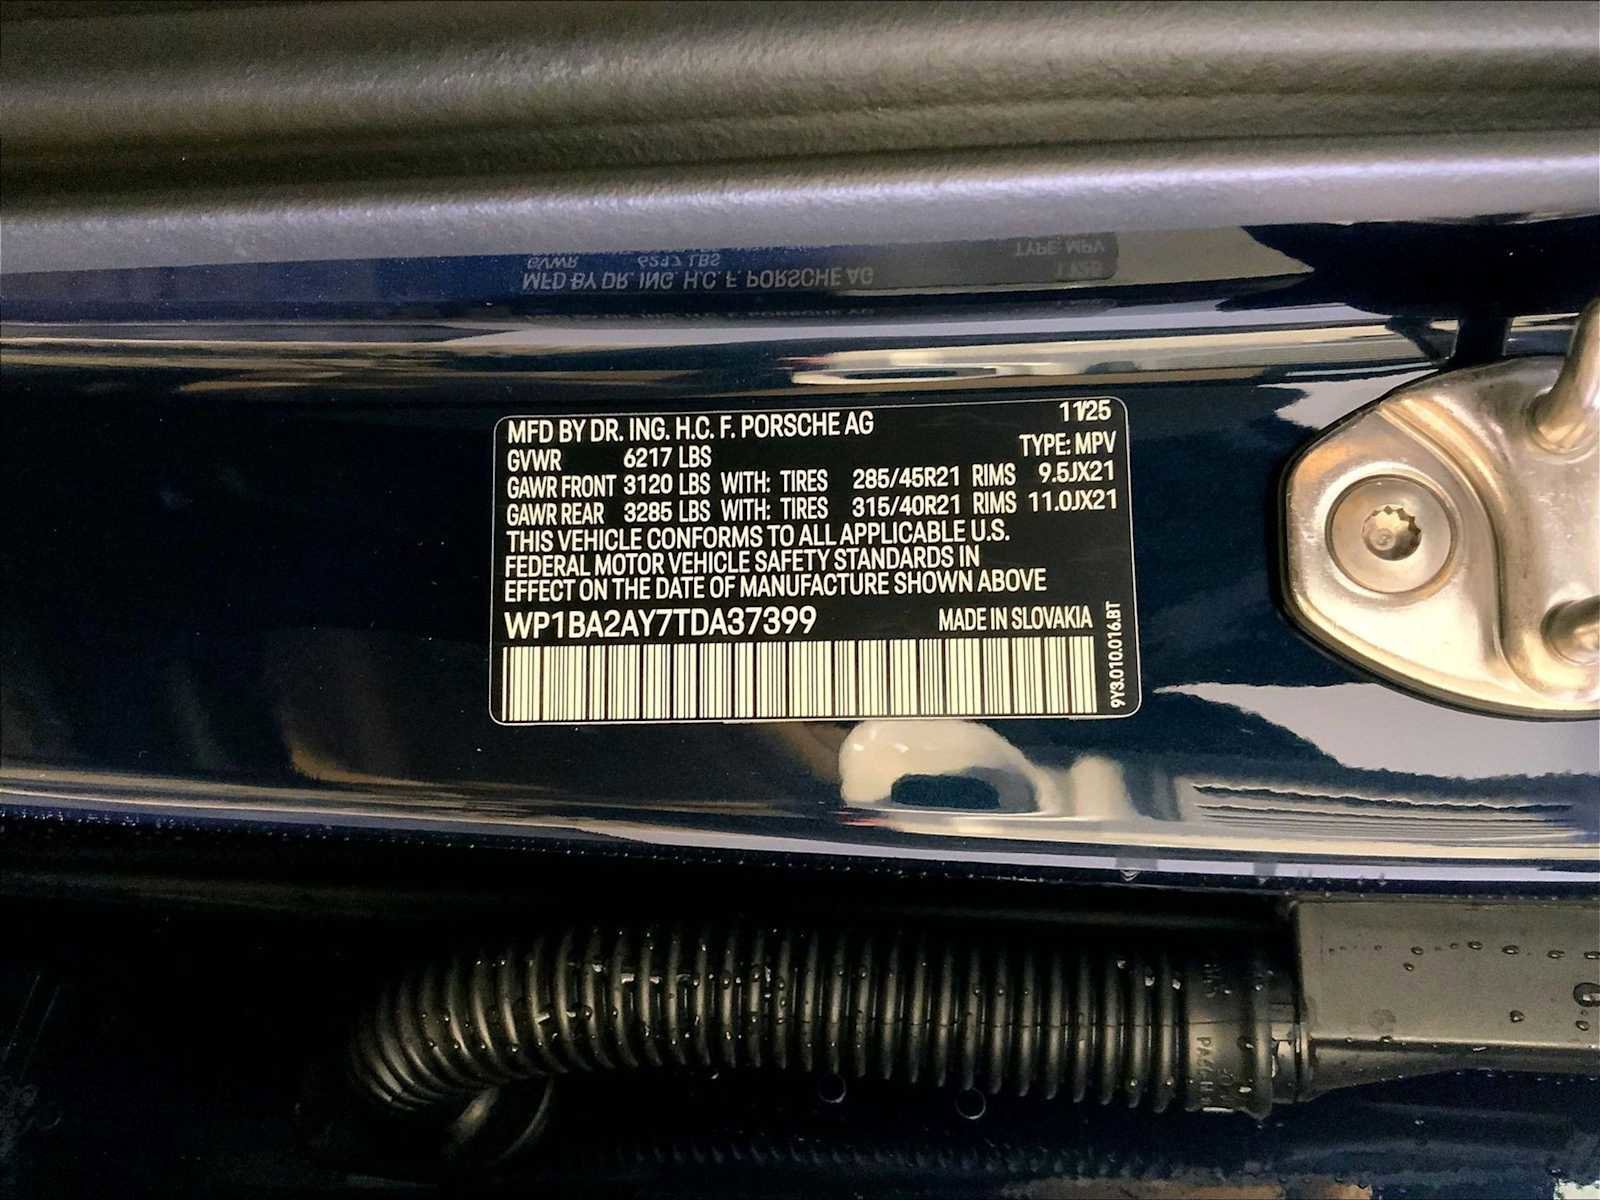 MFD BY DR. ING. H.C. F. PORSCHE AG 11/25
GVWR 6217 LBS TYPE: MPV
GAWR FRONT 3120 LBS WITH: TIRES 285/45R21 RIMS 9.5JX21
GAWR REAR 3285 LBS WITH: TIRES 315/40R21 RIMS 11.0JX21
THIS VEHICLE CONFORMS TO ALL APPLICABLE U.S.
FEDERAL MOTOR VEHICLE SAFETY STANDARDS IN
EFFECT ON THE DATE OF MANUFACTURE SHOWN ABOVE
WP1BA2AY7TDA37399 MADE IN SLOVAKIA
9Y3.010.016.BT